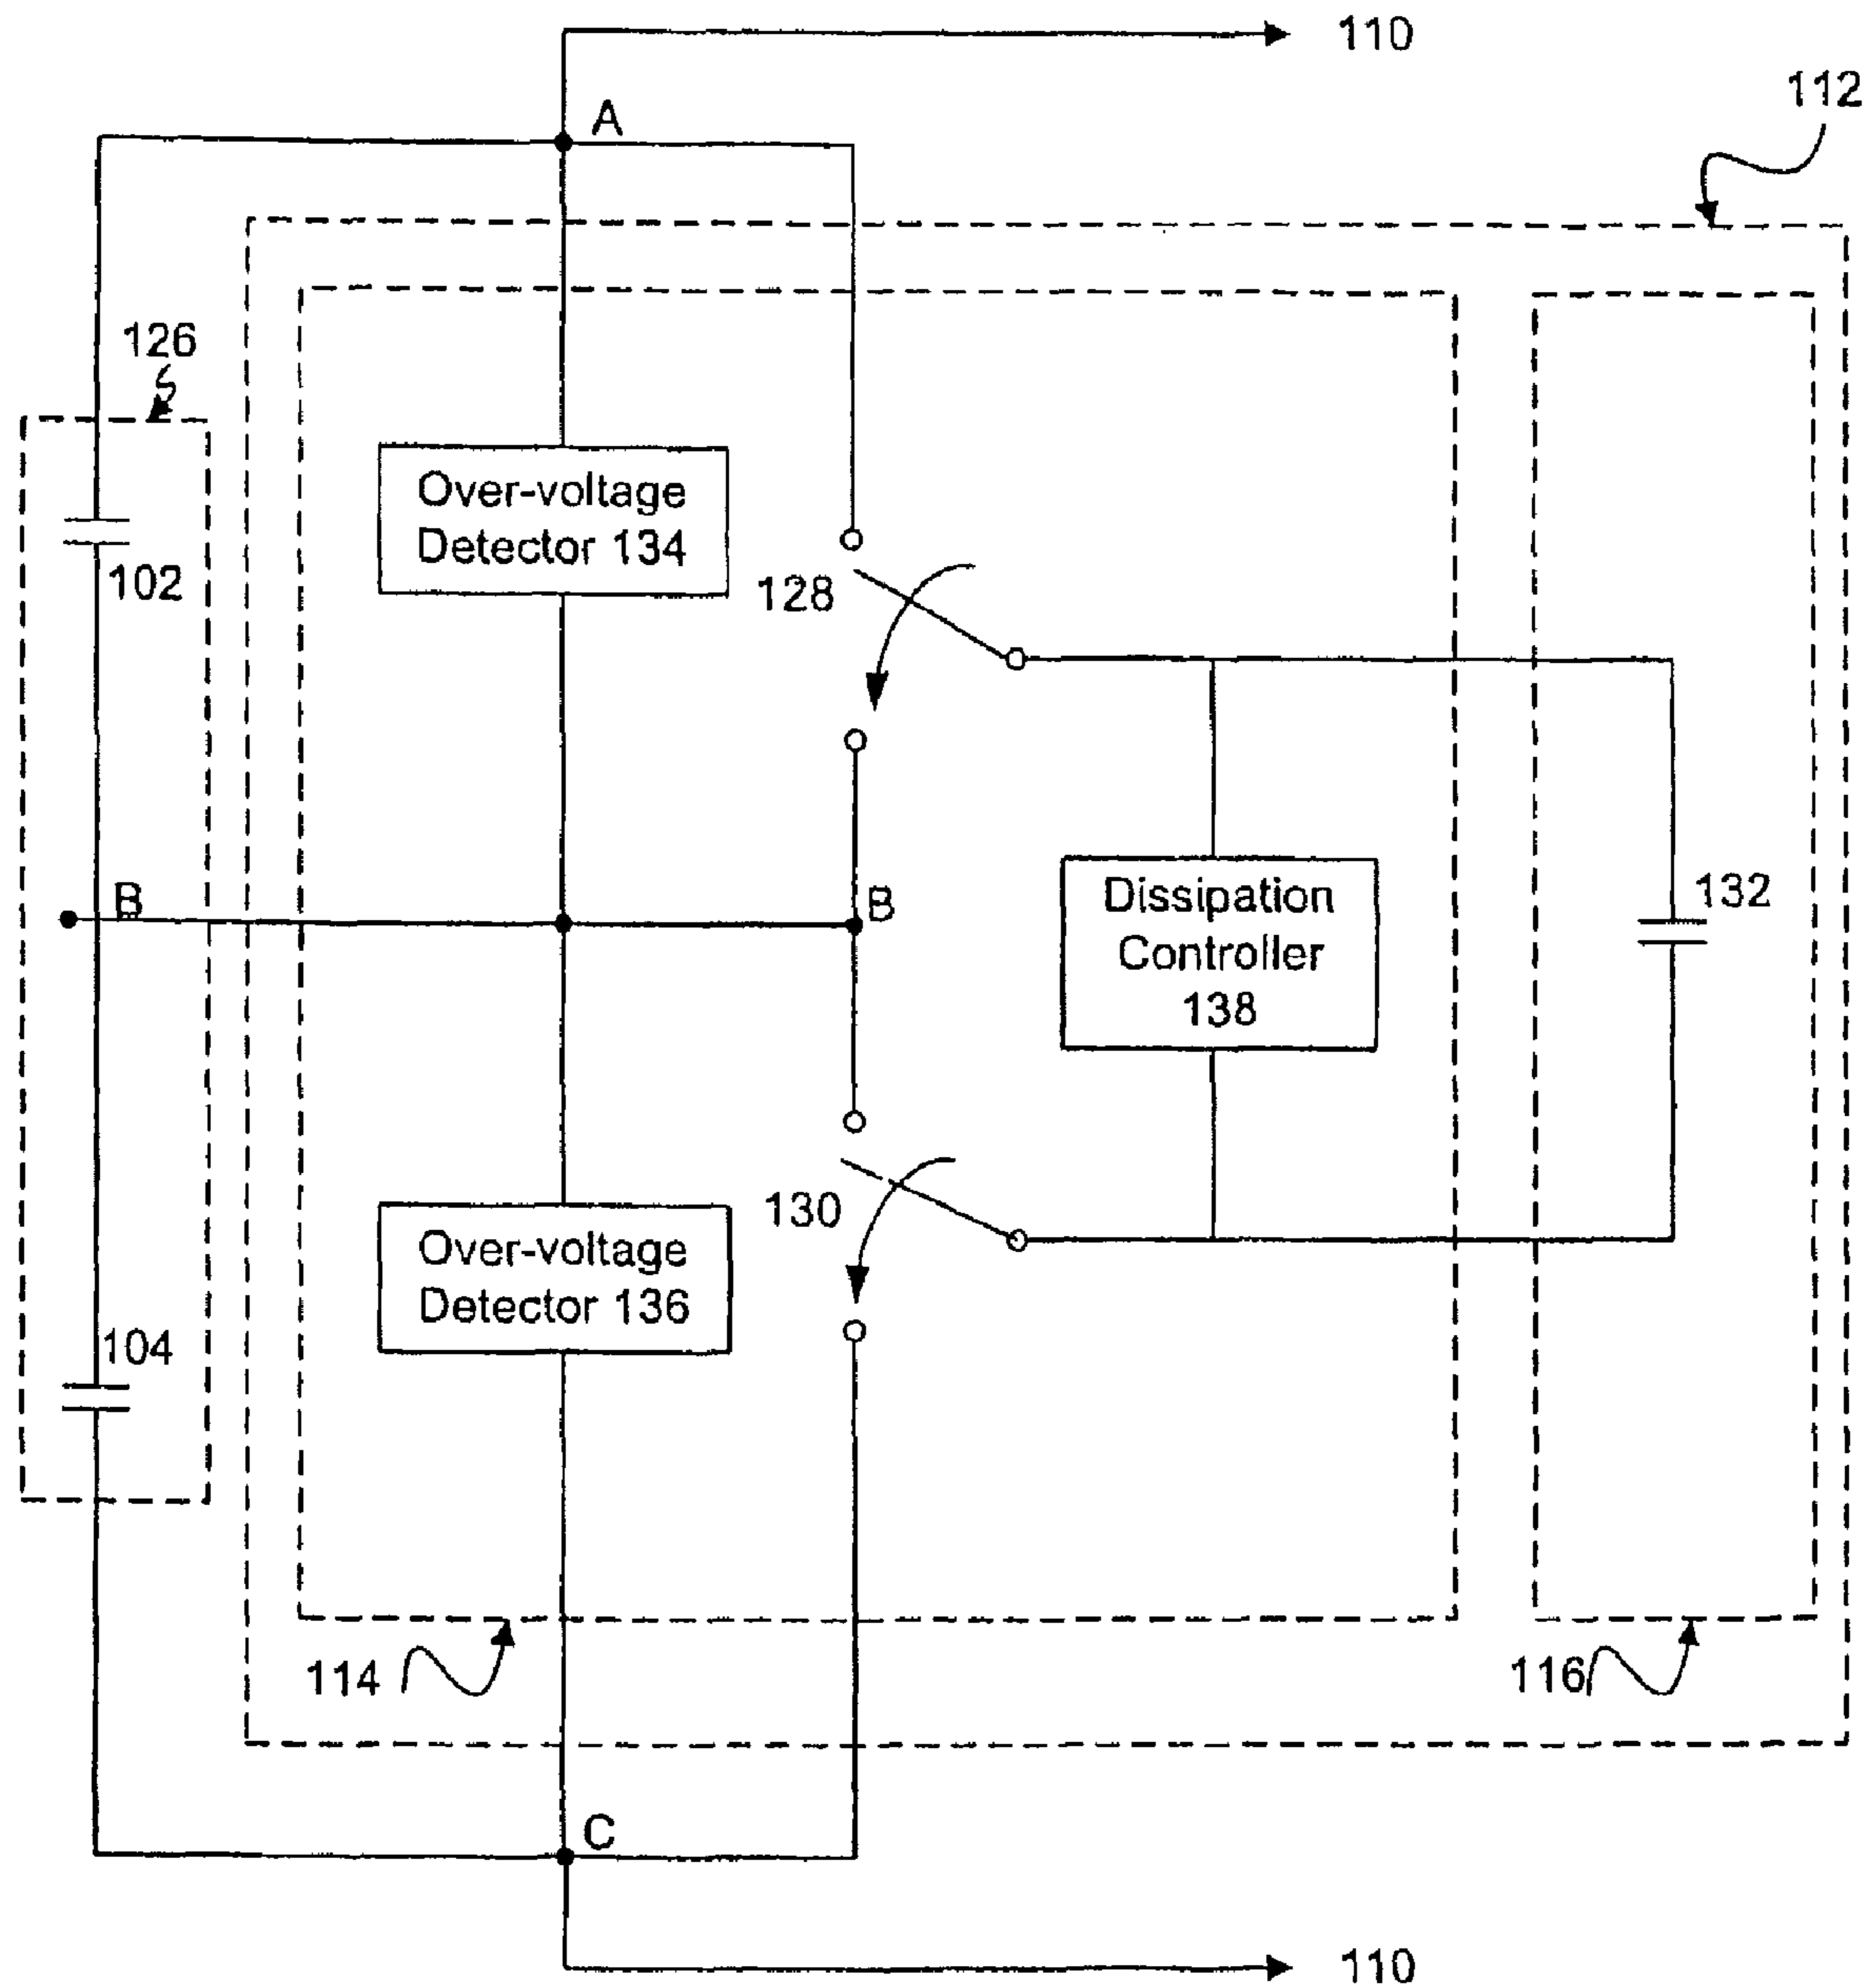 110
112
A
126
Over-voltage
Detector 134
102
128
B
B
Dissipation
Controller
138
132
130
Over-voltage
Detector 136
104
114
116
C
110